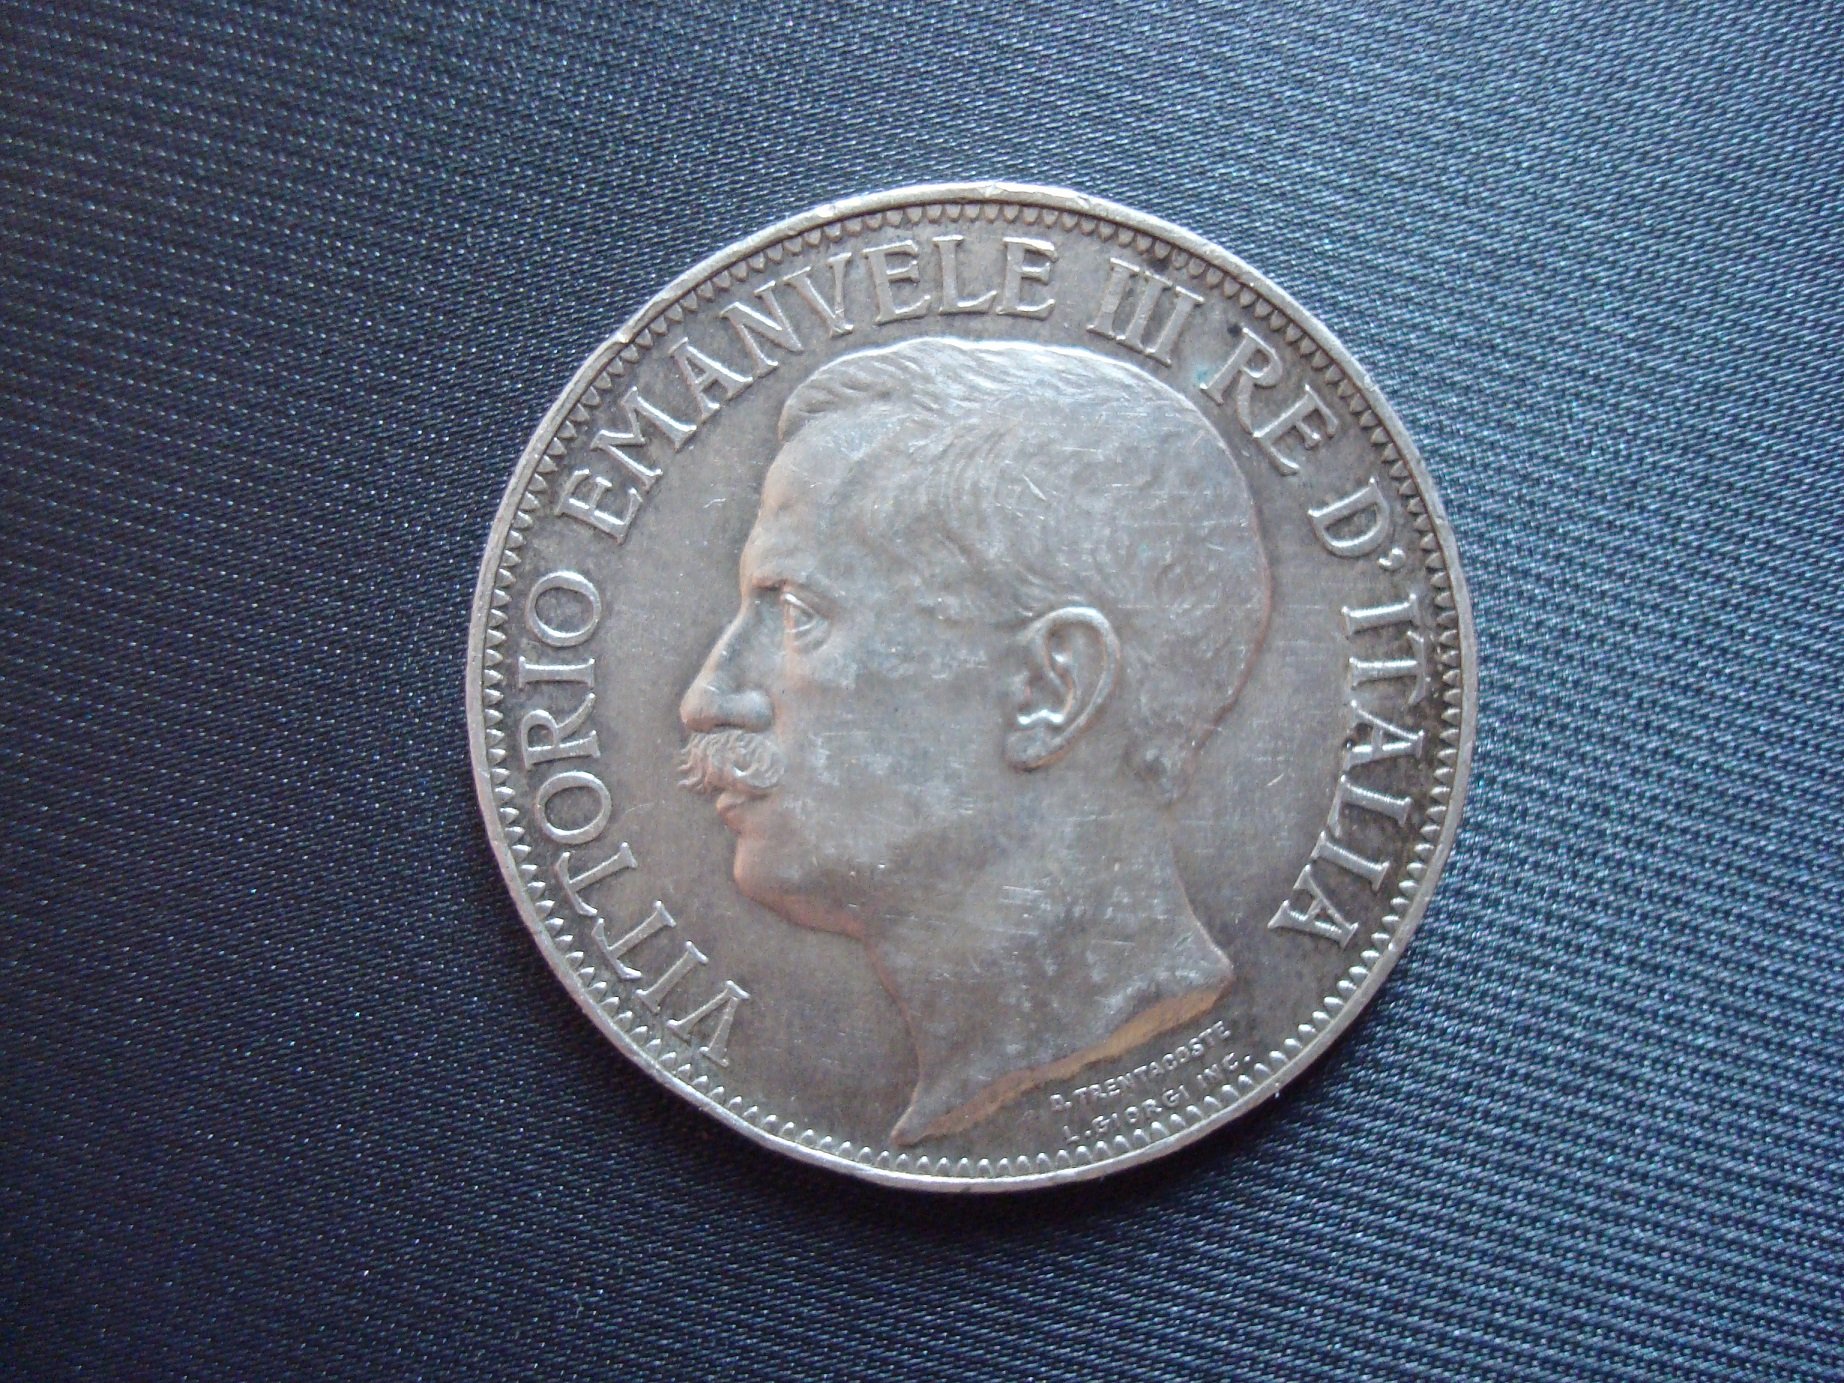 VITTORIO EMANVELE III RE D'ITALIA
D. TRENTACOSTE
L. GIORGI INC.